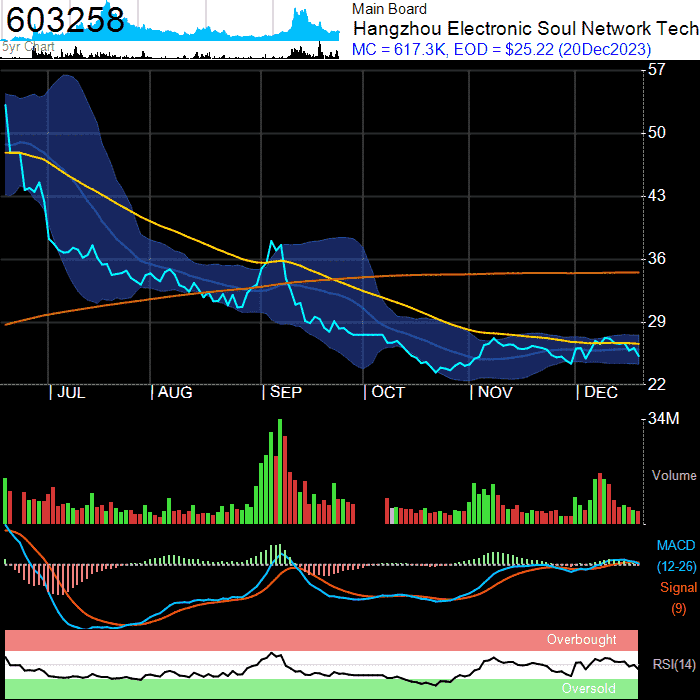 603258
5yr Chart
Main Board
Hangzhou Electronic Soul Network Tech
MC = 617.3K, EOD = $25.22 (20Dec2023)
57
50
43
36
29
22
JUL
AUG
SEP
OCT
NOV
DEC
34M
Volume
MACD
(12-26)
Signal
(9)
Overbought
RSI(14)
Oversold